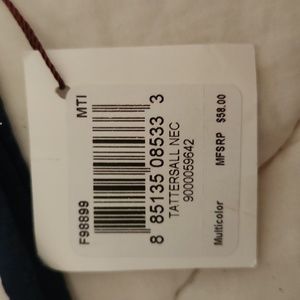 F98899 MTI
8 85135 08533 3
TATTERSALL NEC
9000059642
Multicolor MFSRP $58.00